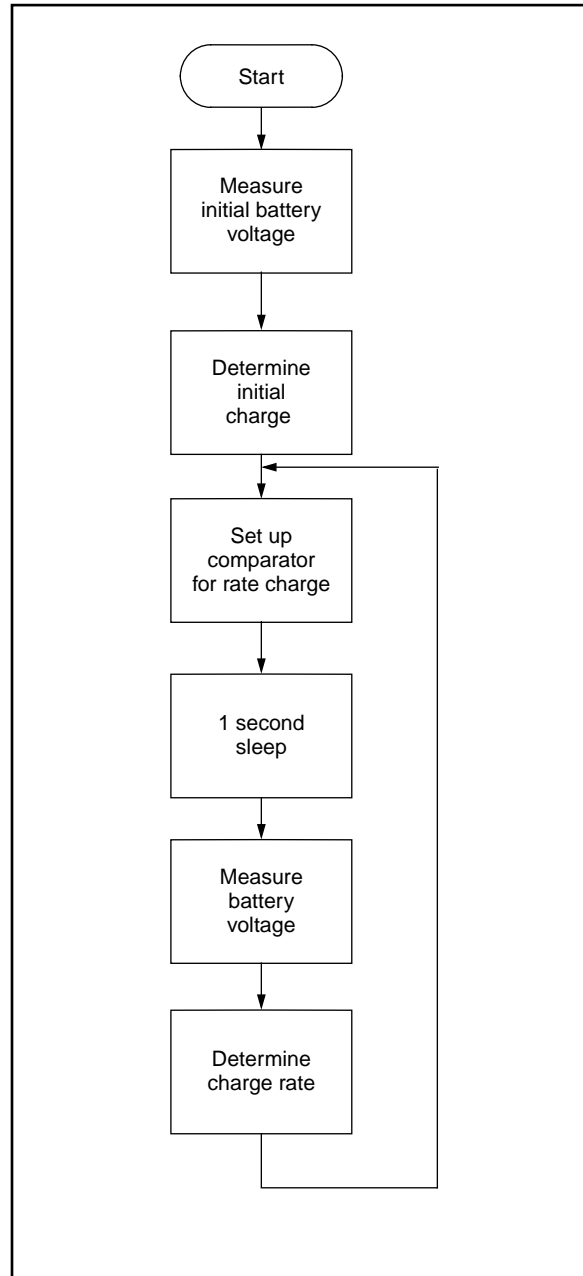 Start
Measure
initial battery
voltage
Determine
initial
charge
Set up
comparator
for rate charge
1 second
sleep
Measure
battery
voltage
Determine
charge rate